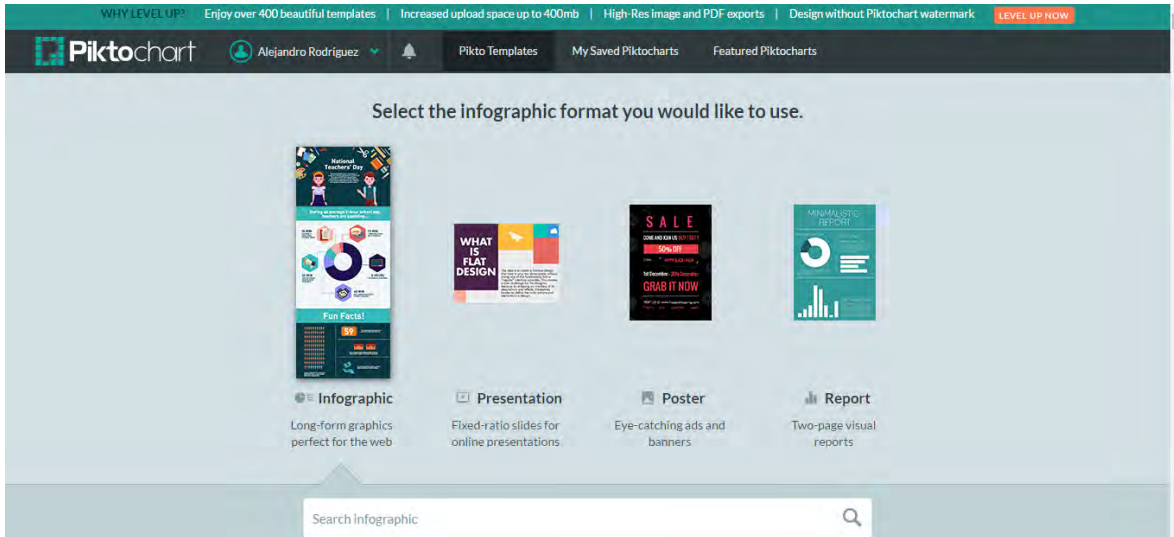 WHY LEVEL UP? Enjoy over 400 beautiful templates | Increased upload space up to 400mb | High-Res image and PDF exports | Design without Piktochart watermark LEVEL UP NOW
Piktochart Alejandro Rodríguez Pikto Templates My Saved Piktocharts Featured Piktocharts
Select the infographic format you would like to use.
National
Teachers' Day
Fun Facts!
59
WHAT
IS
FLAT
DESIGN
SALE
50% OFF
GRAB IT NOW
MINIMALISTIC
REPORT
Infographic
Long-form graphics
perfect for the web
Presentation
Fixed-ratio slides for
online presentations
Poster
Eye-catching ads and
banners
Report
Two-page visual
reports
Search infographic